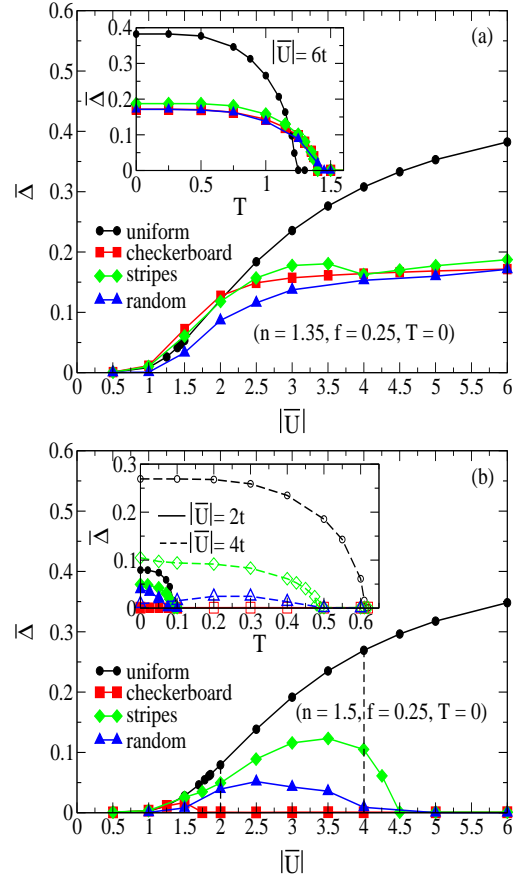 (a)
0.6
0.5
0.4
0.3
0.2
0.1
0
Δ̅
0.4
0.3
0.2
0.1
0
Δ̅
|U̅|= 6t
0 0.5 1 1.5
T
uniform
checkerboard
stripes
random
(n = 1.35, f = 0.25, T = 0)
0 0.5 1 1.5 2 2.5 3 3.5 4 4.5 5 5.5 6
|U̅|
(b)
0.6
0.5
0.4
0.3
0.2
0.1
0
Δ̅
0.3
0.2
0.1
0
Δ̅
|U̅|= 2t
|U̅|= 4t
0 0.1 0.2 0.3 0.4 0.5 0.6
T
uniform
checkerboard
stripes
random
(n = 1.5, f = 0.25, T = 0)
0 0.5 1 1.5 2 2.5 3 3.5 4 4.5 5 5.5 6
|U̅|